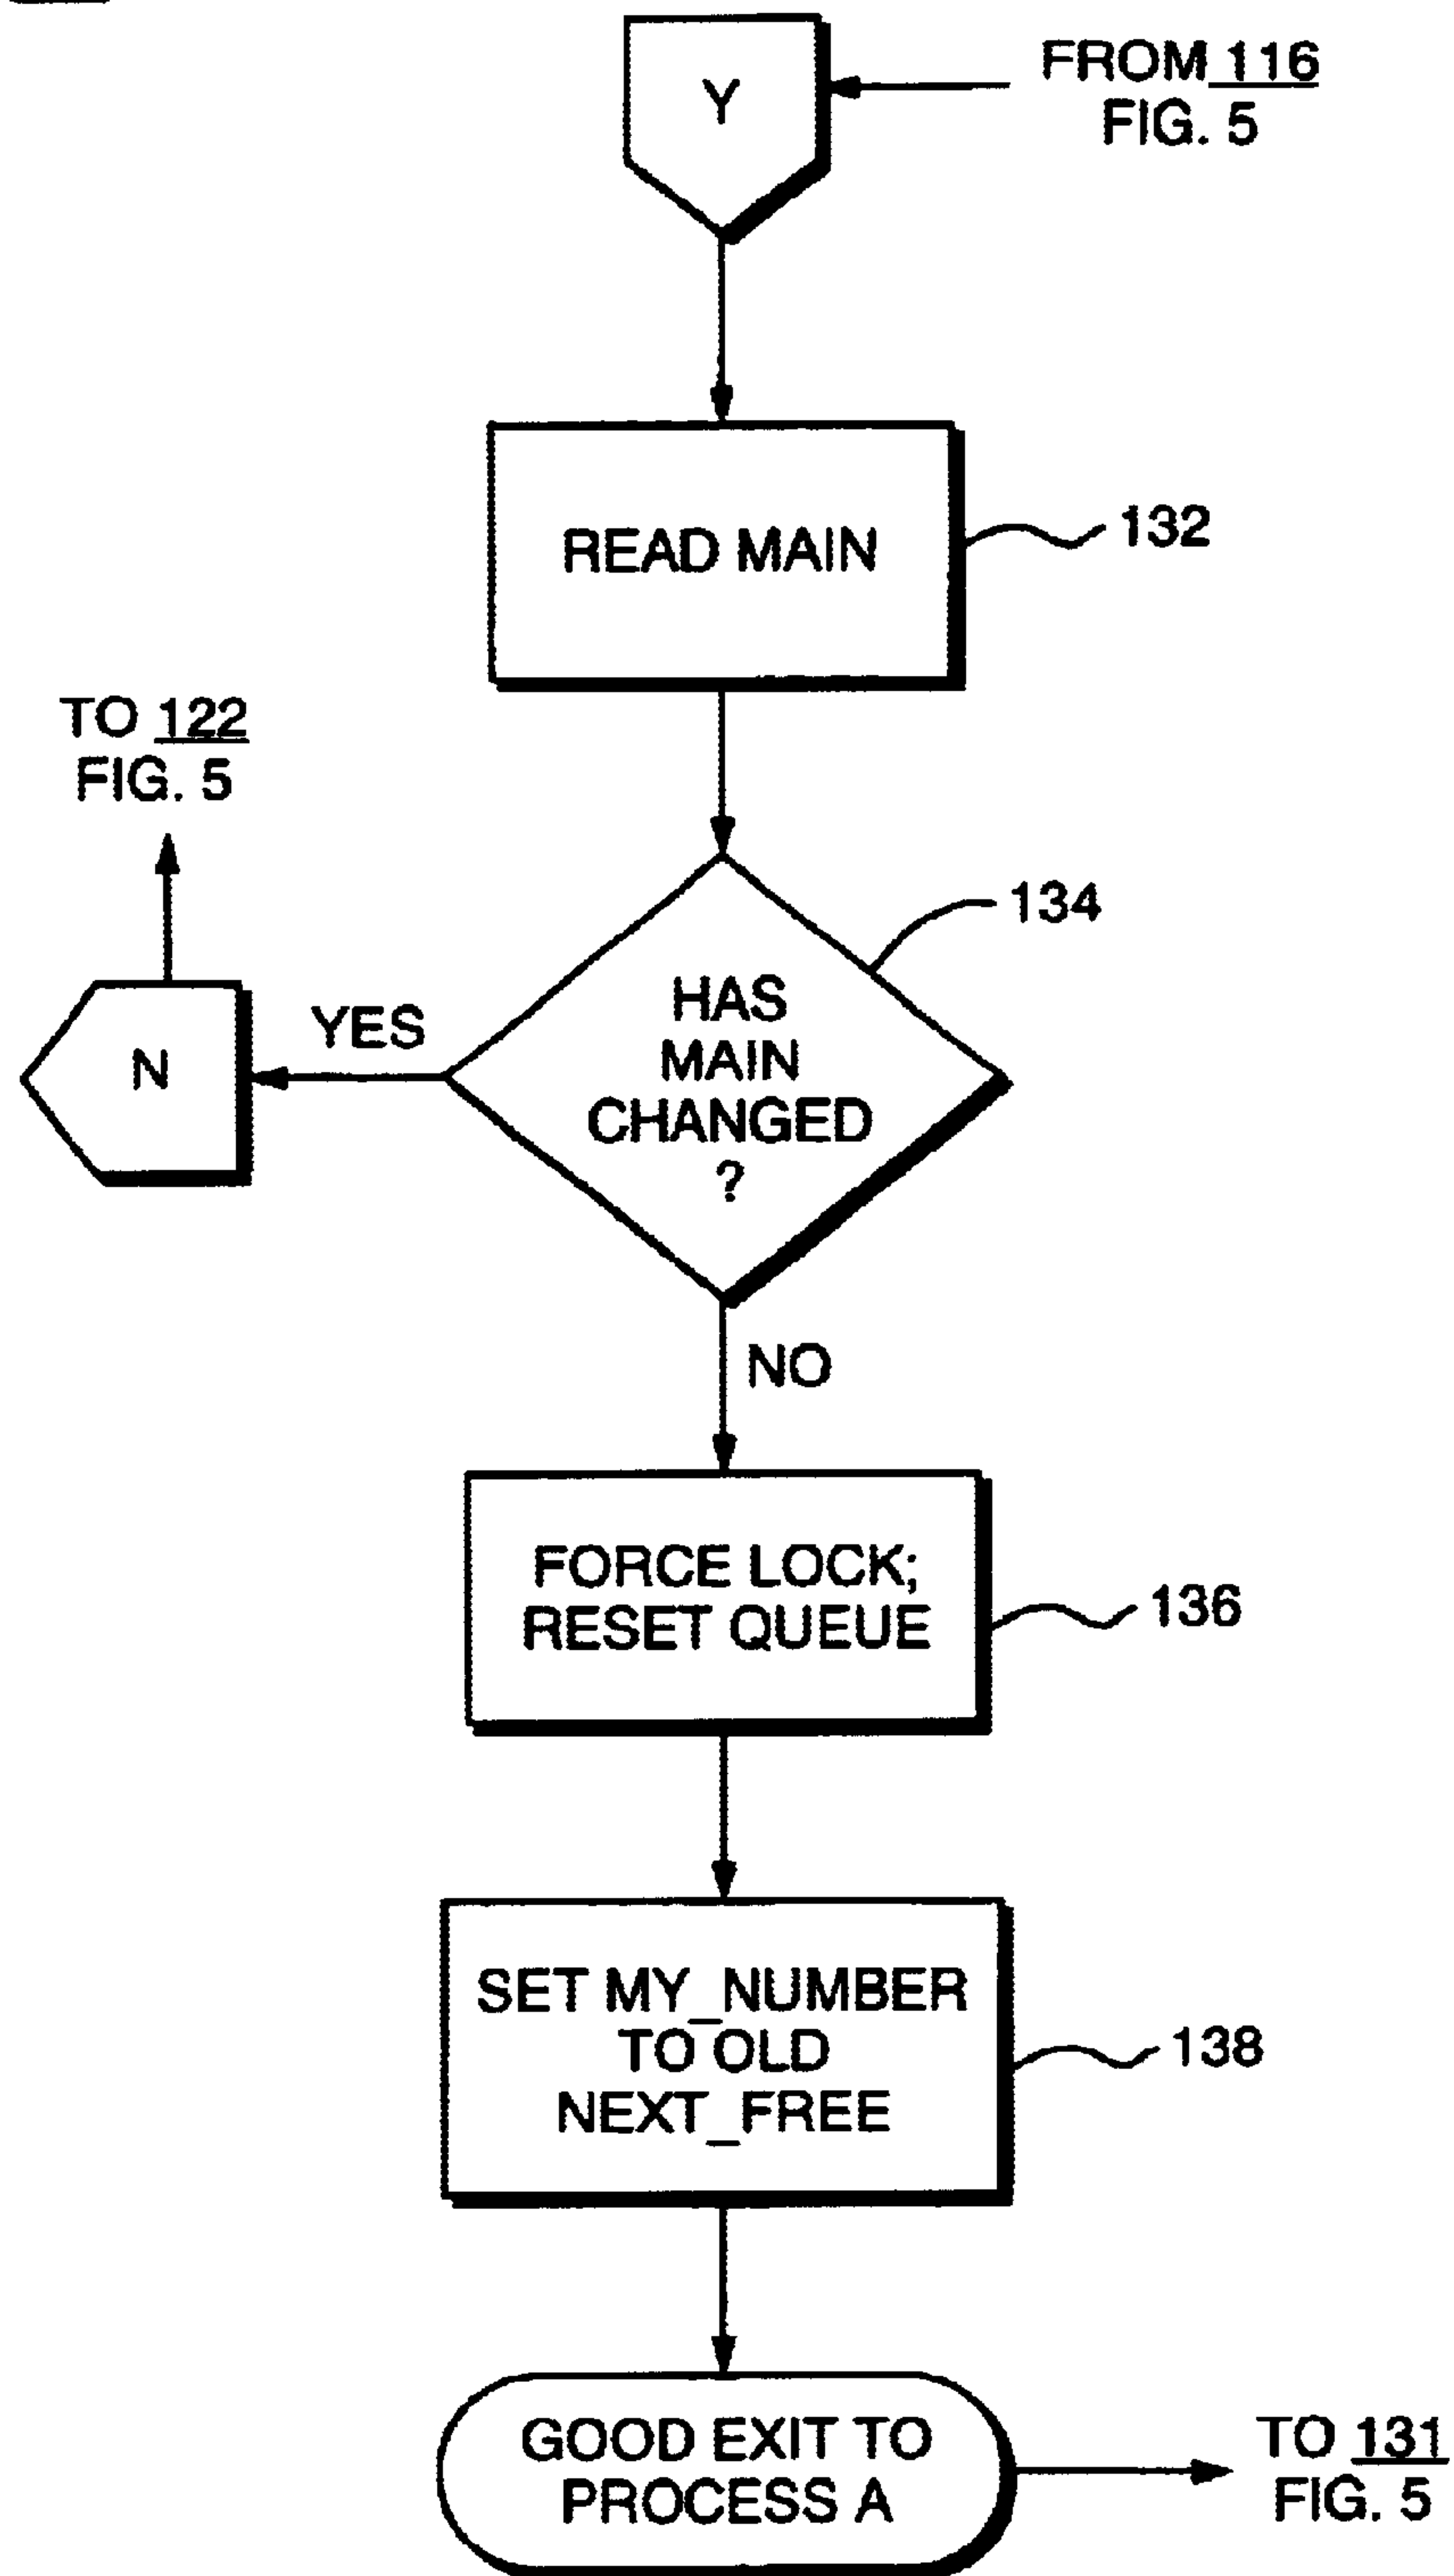 Y
FROM 116
FIG. 5
READ MAIN
132
TO 122
FIG. 5
134
HAS
MAIN
CHANGED
?
YES
N
NO
FORCE LOCK;
RESET QUEUE
136
SET MY_NUMBER
TO OLD
NEXT_FREE
138
GOOD EXIT TO
PROCESS A
TO 131
FIG. 5